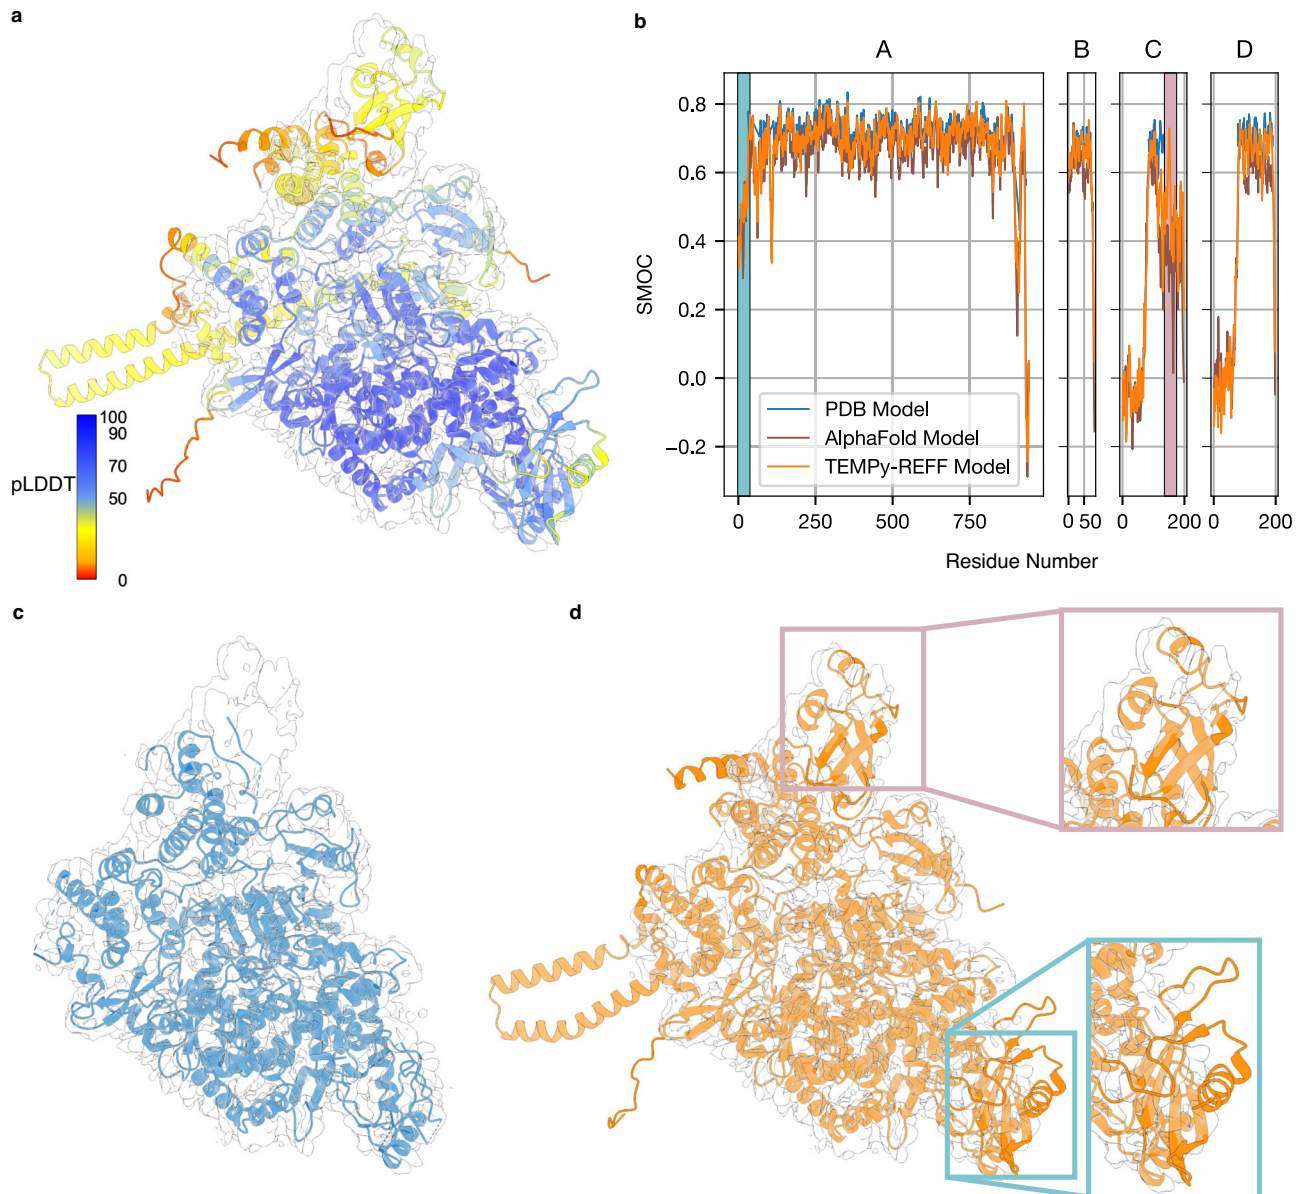 a
pLDDT
100
90
70
50
0
b
A B C D
SMOC
0.8
0.6
0.4
0.2
0.0
−0.2
PDB Model
AlphaFold Model
TEMPy-REFF Model
0 250 500 750 0 50 0 200 0 200
Residue Number
c
d